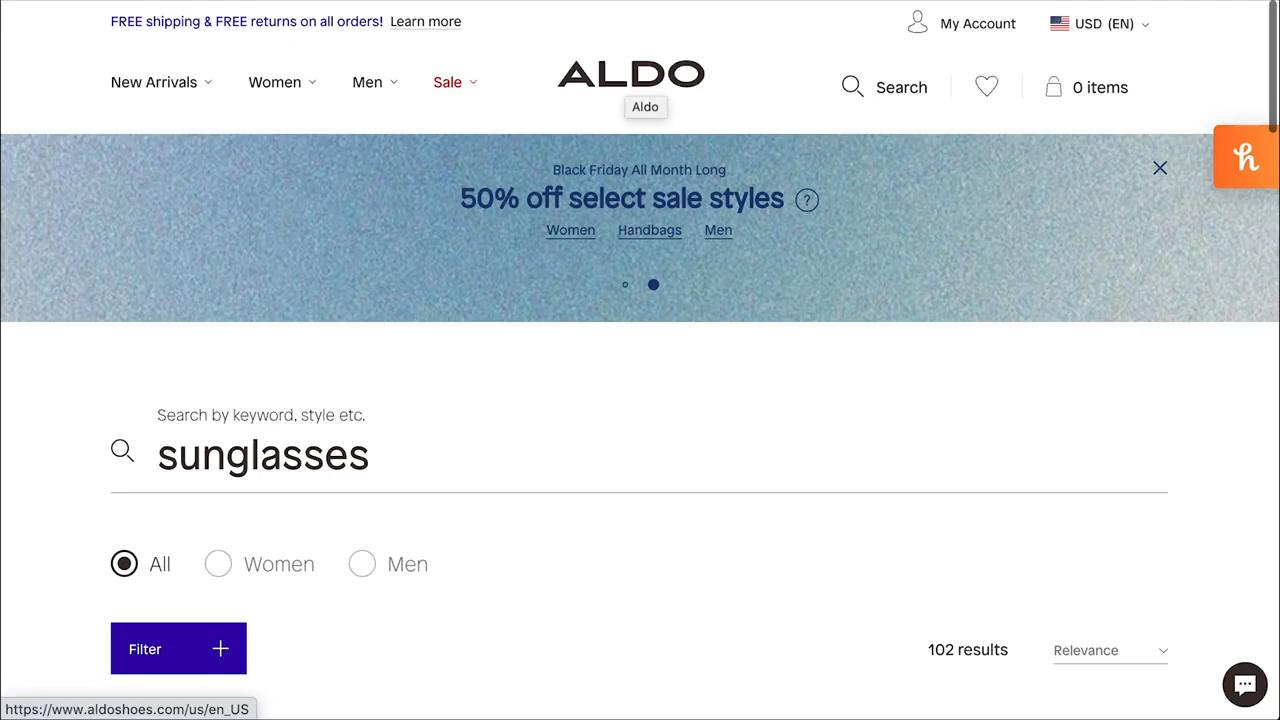 FREE shipping & FREE returns on all orders! Learn more
My Account
USD (EN)
New Arrivals
Women
Men
Sale
ALDO
Search
0 items
Aldo
Black Friday All Month Long
50% off select sale styles ?
Women
Handbags
Men
Search by keyword, style etc.
sunglasses
All
Women
Men
Filter
102 results
Relevance
https://www.aldoshoes.com/us/en_US